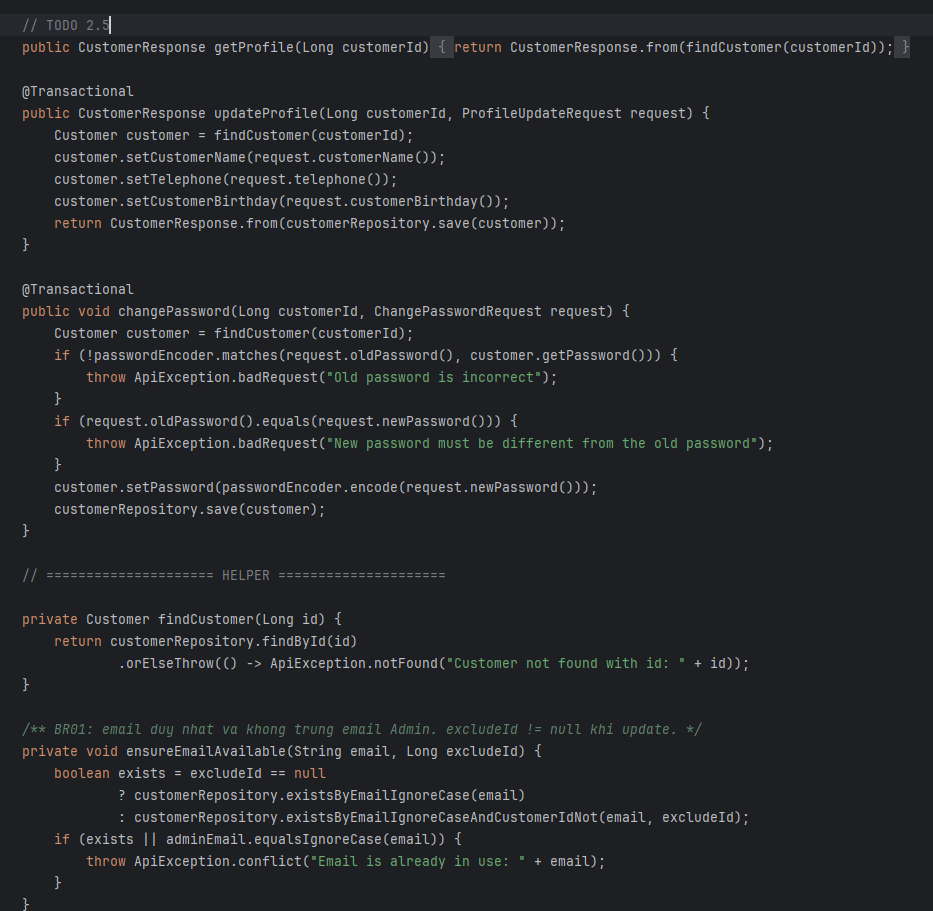 // TODO 2.5
public CustomerResponse getProfile(Long customerId) { return CustomerResponse.from(findCustomer(customerId)); }

@Transactional
public CustomerResponse updateProfile(Long customerId, ProfileUpdateRequest request) {
    Customer customer = findCustomer(customerId);
    customer.setCustomerName(request.customerName());
    customer.setTelephone(request.telephone());
    customer.setCustomerBirthday(request.customerBirthday());
    return CustomerResponse.from(customerRepository.save(customer));
}

@Transactional
public void changePassword(Long customerId, ChangePasswordRequest request) {
    Customer customer = findCustomer(customerId);
    if (!passwordEncoder.matches(request.oldPassword(), customer.getPassword())) {
        throw ApiException.badRequest("Old password is incorrect");
    }
    if (request.oldPassword().equals(request.newPassword())) {
        throw ApiException.badRequest("New password must be different from the old password");
    }
    customer.setPassword(passwordEncoder.encode(request.newPassword()));
    customerRepository.save(customer);
}

// ===================== HELPER =====================

private Customer findCustomer(Long id) {
    return customerRepository.findById(id)
            .orElseThrow(() -> ApiException.notFound("Customer not found with id: " + id));
}

/** BR01: email duy nhat va khong trung email Admin. excludeId != null khi update. */
private void ensureEmailAvailable(String email, Long excludeId) {
    boolean exists = excludeId == null
            ? customerRepository.existsByEmailIgnoreCase(email)
            : customerRepository.existsByEmailIgnoreCaseAndCustomerIdNot(email, excludeId);
    if (exists || adminEmail.equalsIgnoreCase(email)) {
        throw ApiException.conflict("Email is already in use: " + email);
    }
}